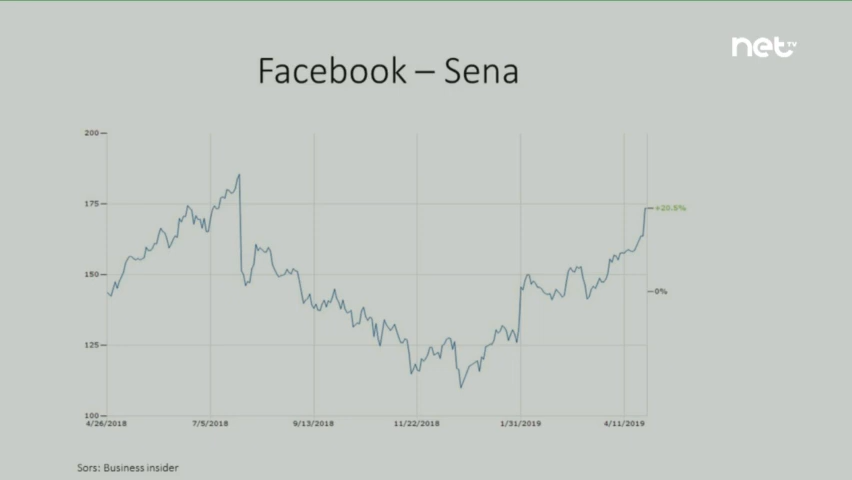 net TV
Facebook – Sena
200
175
150
125
100
+20.5%
0%
4/26/2018 7/5/2018 9/13/2018 11/22/2018 1/31/2019 4/11/2019
Sors: Business insider